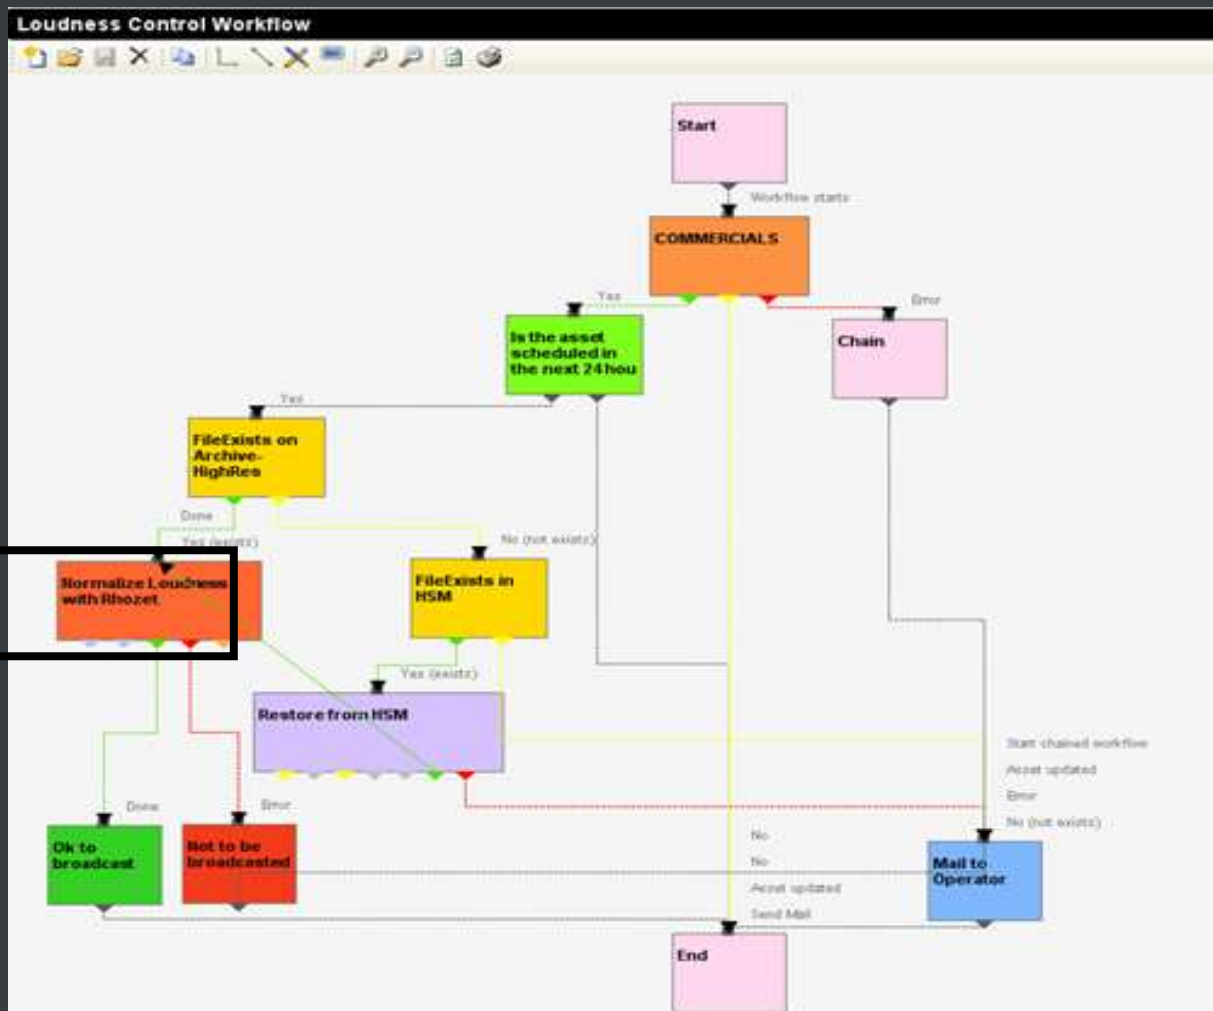 Loudness Control Workflow
Start
Workflow starts
COMMERCIALS
Yes
Error
Is the asset
scheduled in
the next 24 hou
Chain
Yes
FileExists on
Archive-
HighRes
Done
Yes (exists)
No (not exists)
Normalize Loudness
with Rhozet
FileExists in
HSM
Yes (exists)
Restore from HSM
Start chained workflow
Asset updated
Error
No (not exists)
Done
Error
Ok to
broadcast
Not to be
broadcasted
No
No
Asset updated
Send Mail
Mail to
Operator
End